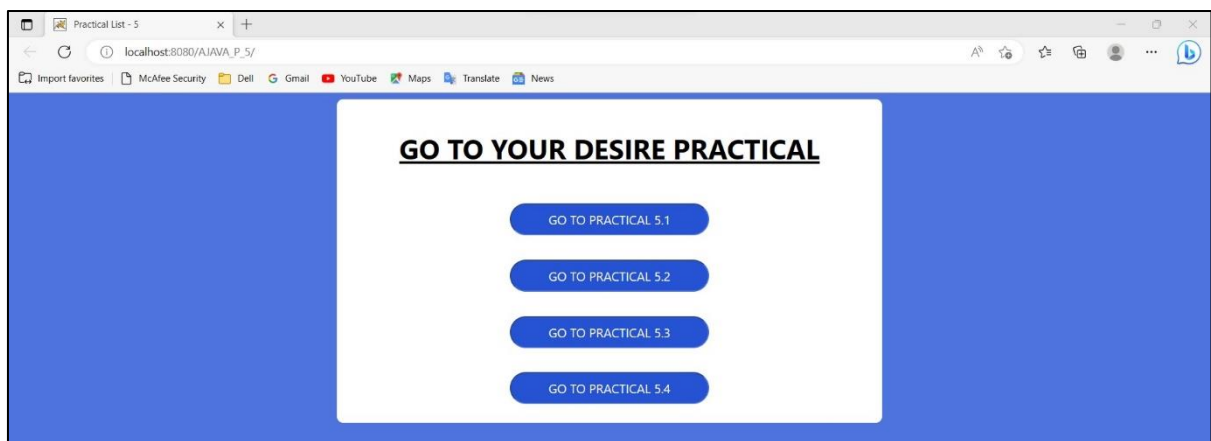 Practical List - 5
localhost:8080/AJAVA_P_5/
Import favorites McAfee Security Dell Gmail YouTube Maps Translate News
GO TO YOUR DESIRE PRACTICAL
GO TO PRACTICAL 5.1
GO TO PRACTICAL 5.2
GO TO PRACTICAL 5.3
GO TO PRACTICAL 5.4